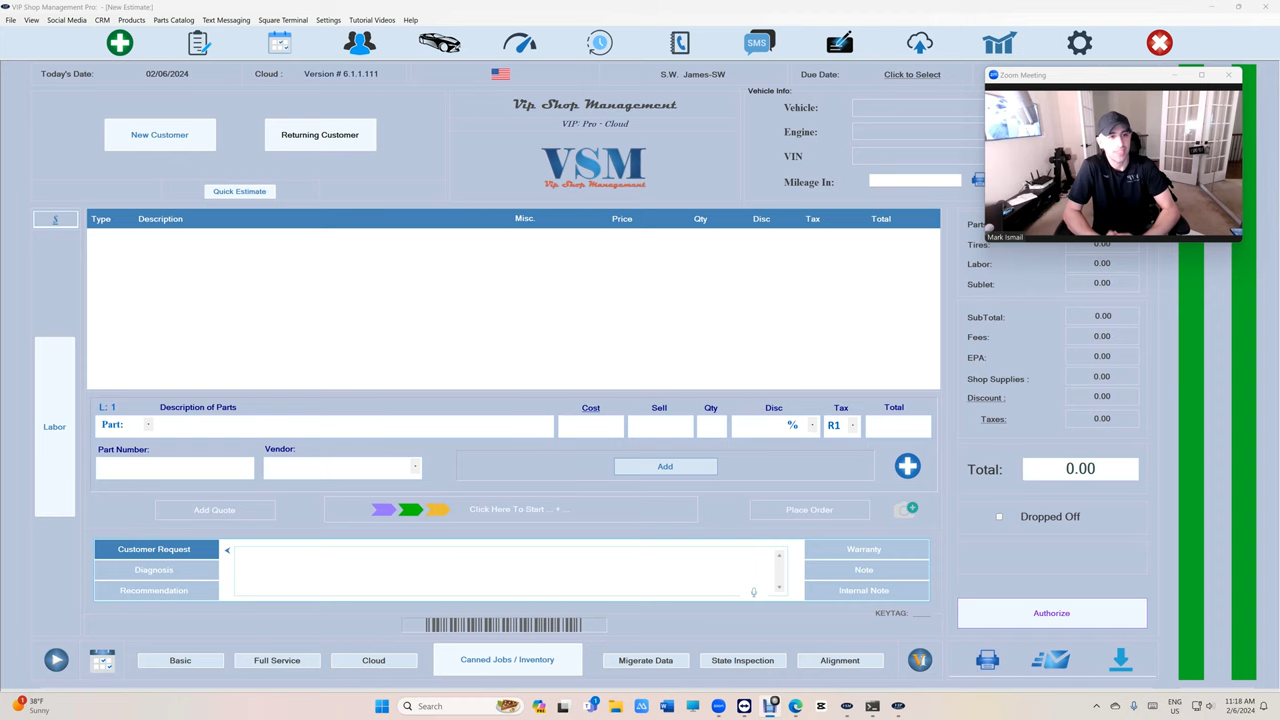 VIP Shop Management Pro: - [New Estimate:]
File View Social Media CRM Products Parts Catalog Text Messaging Square Terminal Settings Tutorial Videos Help
SMS
Today's Date: 02/06/2024 Cloud : Version # 6.1.1.111 S.W. James-SW Due Date: Click to Select
Zoom Meeting
Vehicle Info:
Vip Shop Management
Vehicle:
VIP: Pro - Cloud
New Customer Returning Customer
Engine:
VSM
Vip Shop Management
VIN
Mileage In:
Quick Estimate
Mark Ismail
$ Type Description Misc. Price Qty Disc Tax Total
Parts
Tires: 0.00
Labor: 0.00
Sublet: 0.00
SubTotal: 0.00
Fees: 0.00
EPA: 0.00
Shop Supplies : 0.00
Discount : 0.00
Taxes: 0.00
Labor
L: 1 Description of Parts Cost Sell Qty Disc Tax Total
Part: % R1
Part Number: Vendor:
Add
Total: 0.00
Add Quote Click Here To Start ... + ... Place Order
Dropped Off
Customer Request Warranty
Diagnosis Note
Recommendation Internal Note
KEYTAG: ____
Authorize
Basic Full Service Cloud Canned Jobs / Inventory Migerate Data State Inspection Alignment
1 38°F
Sunny
Search
ENG
US
11:18 AM
2/6/2024